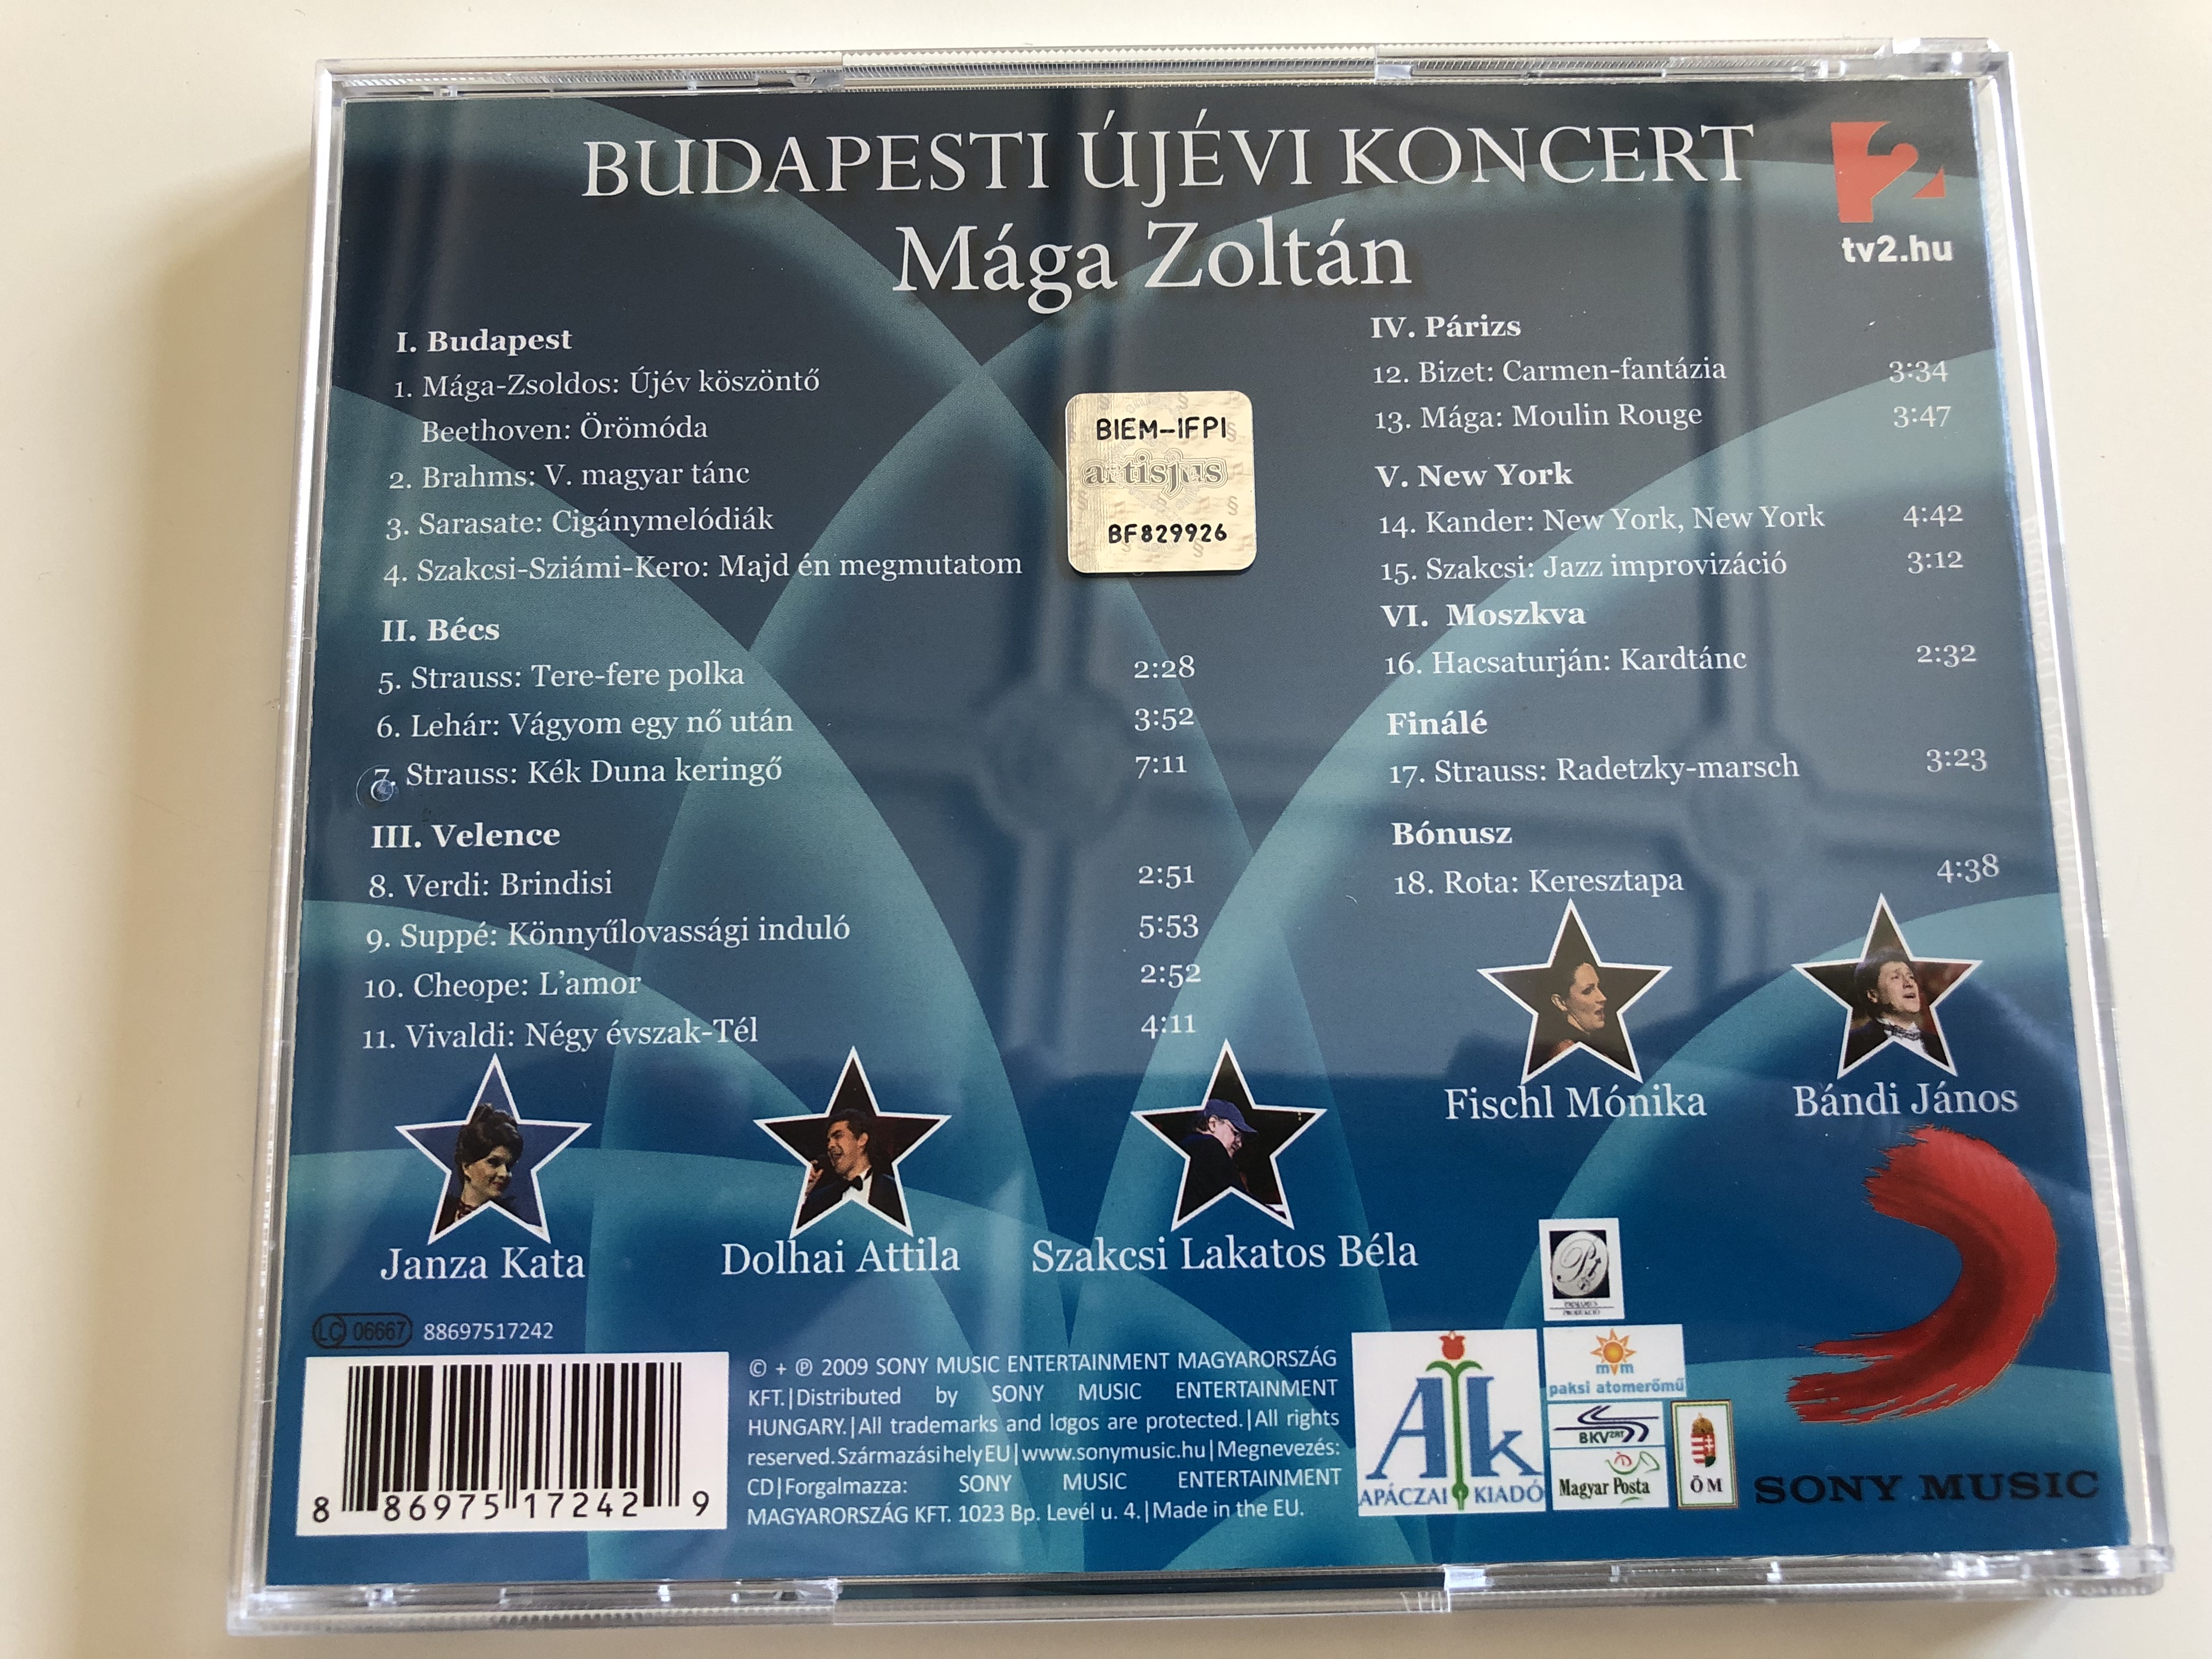 BUDAPESTI ÚJÉVI KONCERT
Mága Zoltán
tv2.hu
I. Budapest
1. Mága-Zsoldos: Újév köszöntő
Beethoven: Örömóda
2. Brahms: V. magyar tánc
3. Sarasate: Cigánymelódiák
4. Szakcsi-Sziámi-Kero: Majd én megmutatom
BIEM-IFPI
artisjus
BF829926
II. Bécs
5. Strauss: Tere-fere polka 2:28
6. Lehár: Vágyom egy nő után 3:52
7. Strauss: Kék Duna keringő 7:11
III. Velence
8. Verdi: Brindisi 2:51
9. Suppé: Könnyűlovassági induló 5:53
10. Cheope: L'amor 2:52
11. Vivaldi: Négy évszak-Tél 4:11
IV. Párizs
12. Bizet: Carmen-fantázia 3:34
13. Mága: Moulin Rouge 3:47
V. New York
14. Kander: New York, New York 4:42
15. Szakcsi: Jazz improvizáció 3:12
VI. Moszkva
16. Hacsaturján: Kardtánc 2:32
Finálé
17. Strauss: Radetzky-marsch 3:23
Bónusz
18. Rota: Keresztapa 4:38
Fischl Mónika
Bándi János
Janza Kata
Dolhai Attila
Szakcsi Lakatos Béla
LC 06667 88697517242
8 86975 17242 9
© + ℗ 2009 SONY MUSIC ENTERTAINMENT MAGYARORSZÁG
KFT.|Distributed by SONY MUSIC ENTERTAINMENT
HUNGARY.|All trademarks and logos are protected.|All rights
reserved.Származási hely EU|www.sonymusic.hu|Megnevezés:
CD|Forgalmazza: SONY MUSIC ENTERTAINMENT
MAGYARORSZÁG KFT. 1023 Bp. Levél u. 4.|Made in the EU.
Ak
APÁCZAI KIADÓ
mvm
paksi atomerőmű
BKV ZRT
Magyar Posta
ÖM
SONY MUSIC